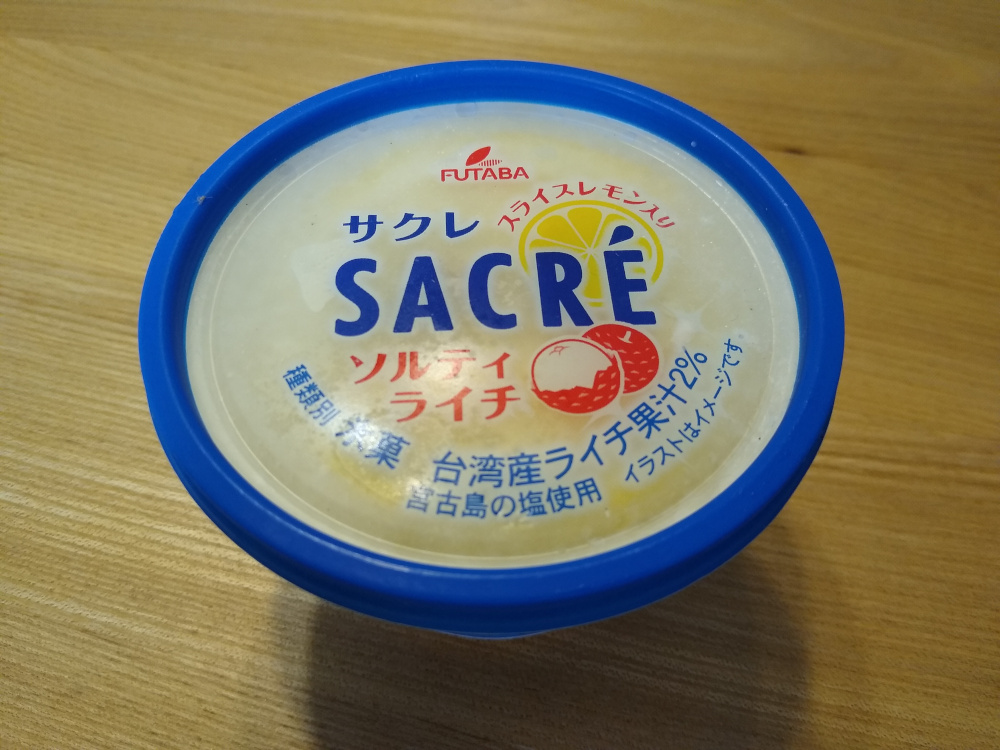 FUTABA
スライスレモン入り
サクレ
SACRÉ
ソルティ
ライチ
種類別 氷菓
台湾産ライチ果汁2%
宮古島の塩使用
イラストはイメージです